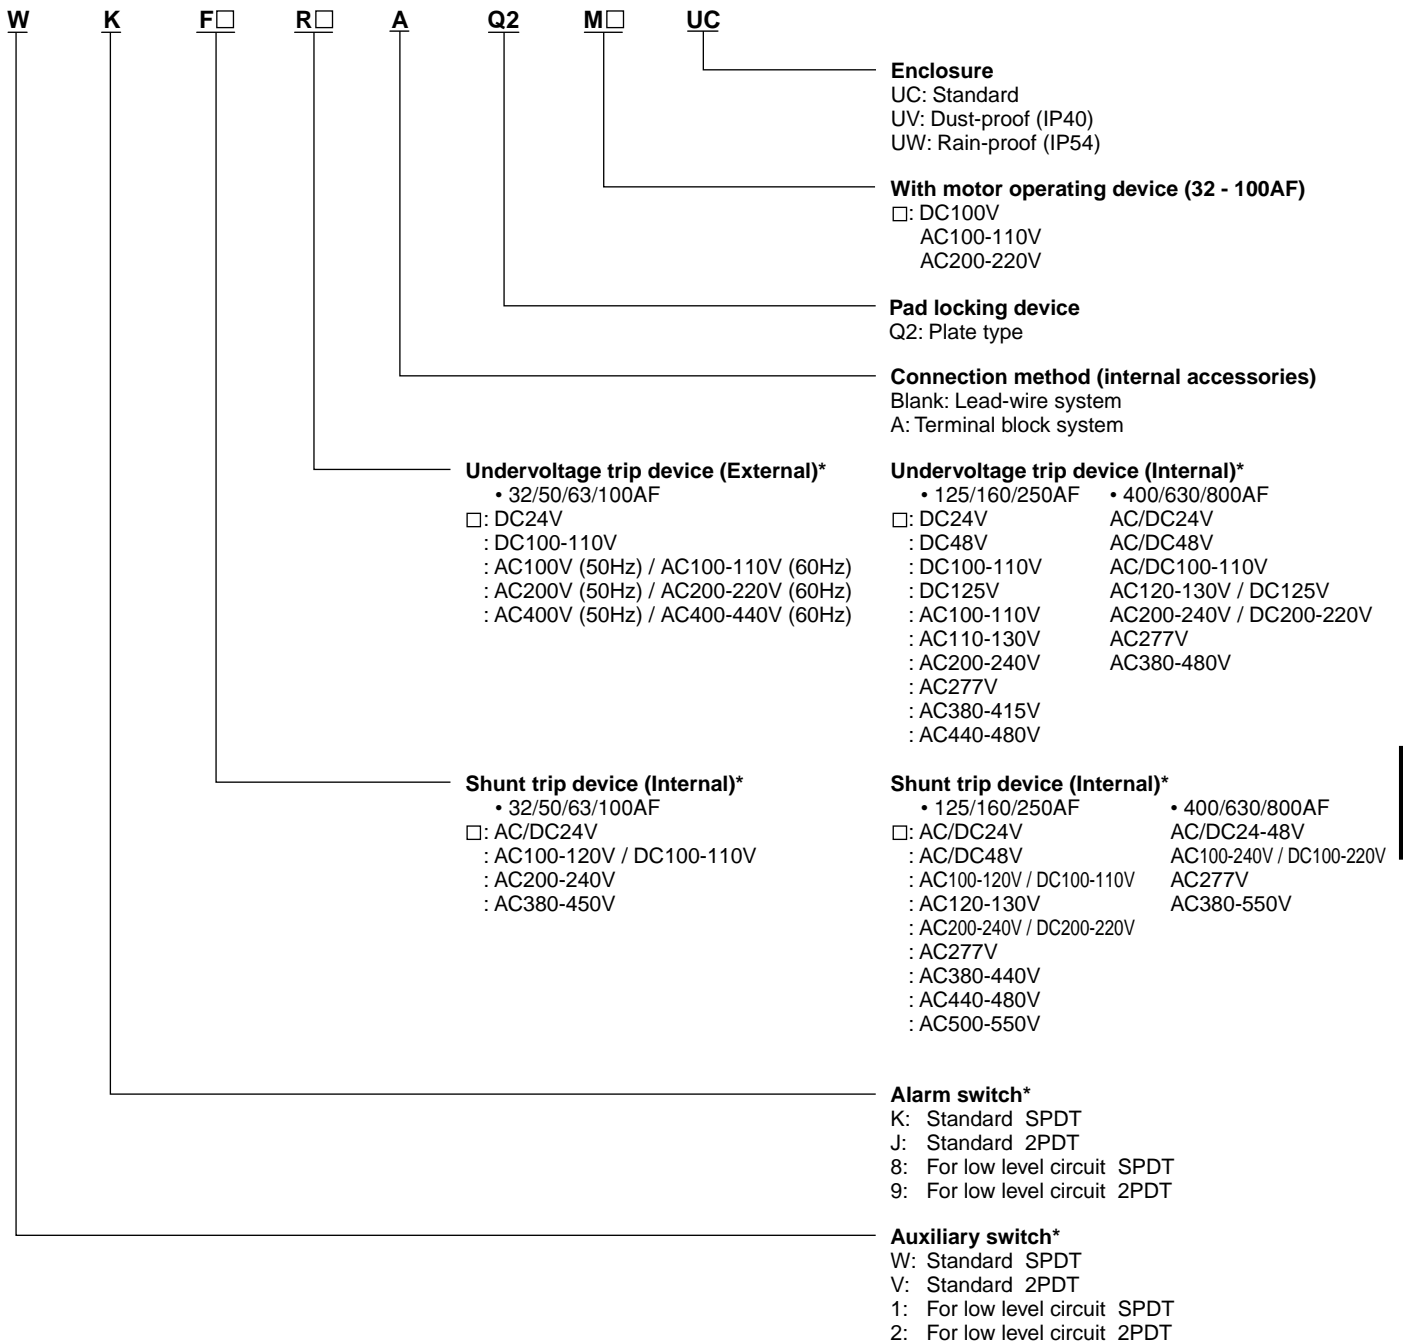 W K F□ R□ A Q2 M□ UC
Enclosure
UC: Standard
UV: Dust-proof (IP40)
UW: Rain-proof (IP54)
With motor operating device (32 - 100AF)
□: DC100V
AC100-110V
AC200-220V
Pad locking device
Q2: Plate type
Connection method (internal accessories)
Blank: Lead-wire system
A: Terminal block system
Undervoltage trip device (External)*
• 32/50/63/100AF
□: DC24V
: DC100-110V
: AC100V (50Hz) / AC100-110V (60Hz)
: AC200V (50Hz) / AC200-220V (60Hz)
: AC400V (50Hz) / AC400-440V (60Hz)
Undervoltage trip device (Internal)*
• 125/160/250AF
□: DC24V
: DC48V
: DC100-110V
: DC125V
: AC100-110V
: AC110-130V
: AC200-240V
: AC277V
: AC380-415V
: AC440-480V
• 400/630/800AF
AC/DC24V
AC/DC48V
AC/DC100-110V
AC120-130V / DC125V
AC200-240V / DC200-220V
AC277V
AC380-480V
Shunt trip device (Internal)*
• 32/50/63/100AF
□: AC/DC24V
: AC100-120V / DC100-110V
: AC200-240V
: AC380-450V
Shunt trip device (Internal)*
• 125/160/250AF
□: AC/DC24V
: AC/DC48V
: AC100-120V / DC100-110V
: AC120-130V
: AC200-240V / DC200-220V
: AC277V
: AC380-440V
: AC440-480V
: AC500-550V
• 400/630/800AF
AC/DC24-48V
AC100-240V / DC100-220V
AC277V
AC380-550V
Alarm switch*
K: Standard SPDT
J: Standard 2PDT
8: For low level circuit SPDT
9: For low level circuit 2PDT
Auxiliary switch*
W: Standard SPDT
V: Standard 2PDT
1: For low level circuit SPDT
2: For low level circuit 2PDT